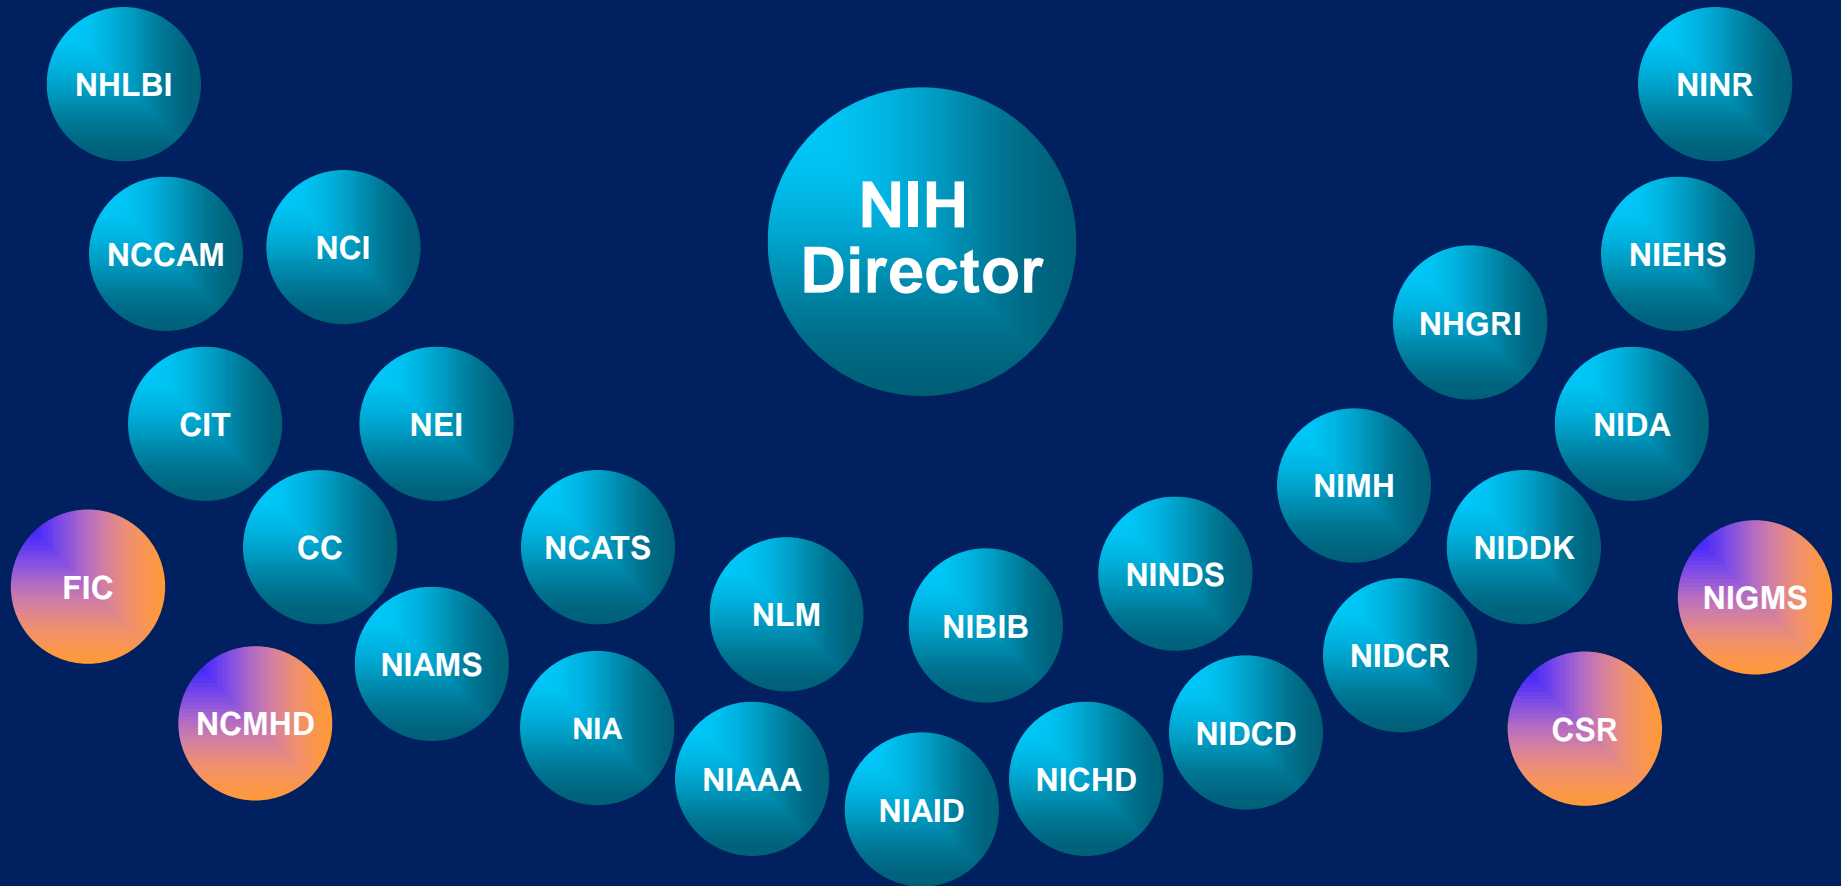 NHLBI
NINR
NIH
Director
NCCAM
NCI
NIEHS
NHGRI
CIT
NEI
NIDA
NIMH
CC
NCATS
NIDDK
FIC
NINDS
NIGMS
NLM
NIBIB
NIAMS
NIDCR
NCMHD
NIA
NIDCD
CSR
NIAAA
NICHD
NIAID